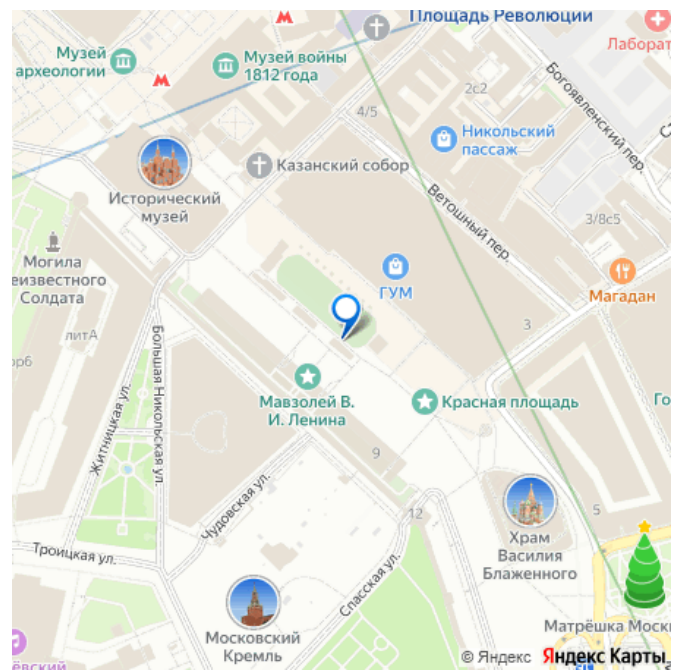 Площадь Революции
Музей
археологии
Музей войны
1812 года
Лаборат
Богоявленский пер.
2с2
4/5
Никольский
пассаж
Казанский собор
Ветошный пер.
Исторический
музей
3/8с5
Могила
еизвестного
Солдата
ГУМ
Магадан
3
литА
Большая Никольская ул.
Житницкая ул.
Мавзолей В.
И. Ленина
Красная площадь
Го
9
Чудовская ул.
12
5
Храм
Василия
Блаженного
Троицкая ул.
Спасская ул.
Московский
Кремль
Матрёшка Моск
ёвский
© Яндекс Яндекс Карты